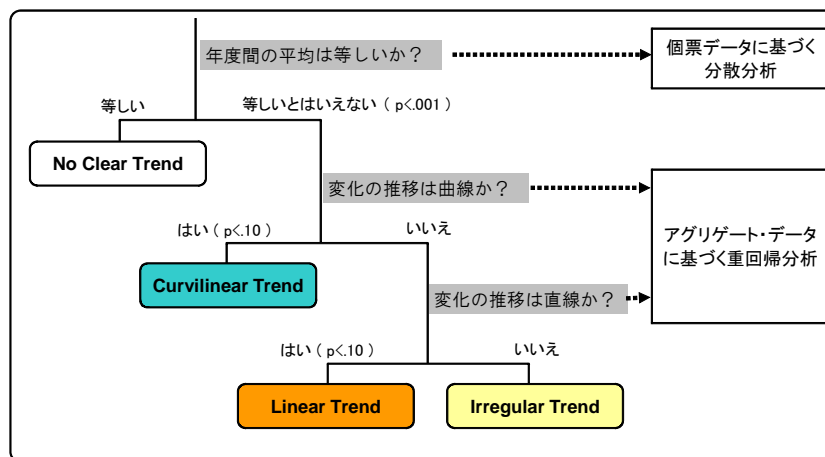 年度間の平均は等しいか？
個票データに基づく
分散分析
等しい
等しいとはいえない（ p<.001）
No Clear Trend
変化の推移は曲線か？
アグリゲート・データ
に基づく重回帰分析
はい（ p<.10）
いいえ
Curvilinear Trend
変化の推移は直線か？
はい（ p<.10）
いいえ
Linear Trend
Irregular Trend